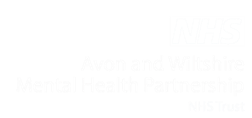 NHS
Avon and Wiltshire
Mental Health Partnership
NHS Trust